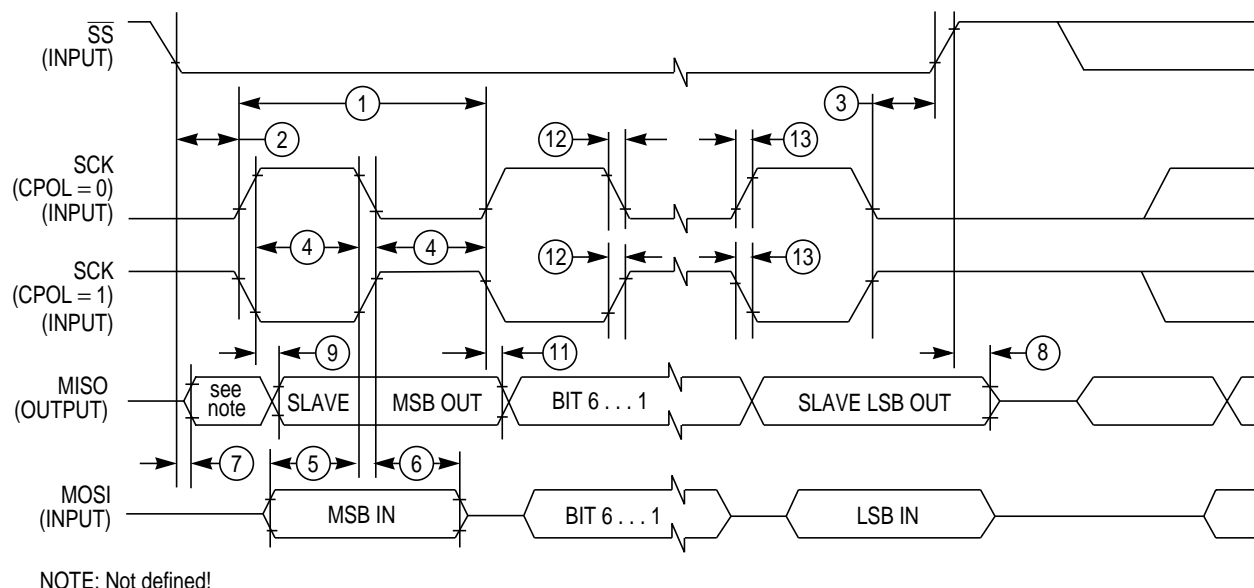 SS
(INPUT)
1
3
2
12
13
SCK
(CPOL = 0)
(INPUT)
4
4
12
13
SCK
(CPOL = 1)
(INPUT)
9
11
8
MISO
(OUTPUT)
see
note
SLAVE
MSB OUT
BIT 6 . . . 1
SLAVE LSB OUT
7
5
6
MOSI
(INPUT)
MSB IN
BIT 6 . . . 1
LSB IN
NOTE: Not defined!